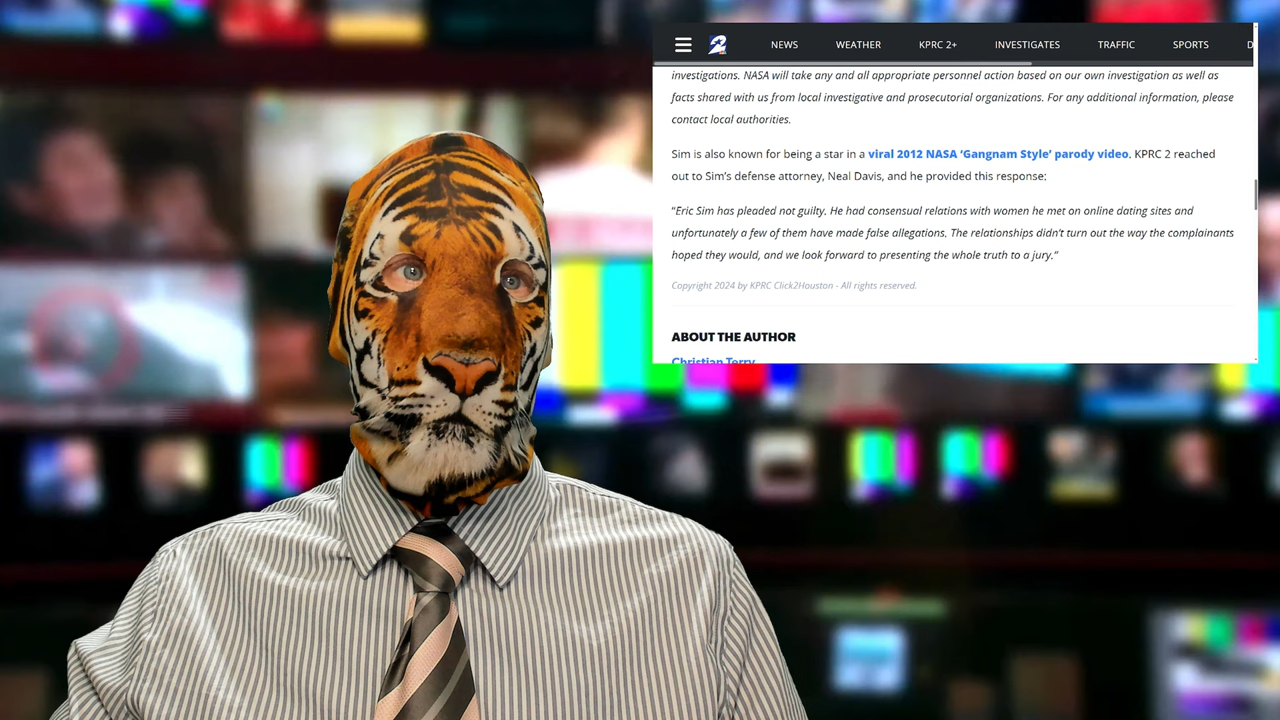 NEWS WEATHER KPRC 2+ INVESTIGATES TRAFFIC SPORTS
investigations. NASA will take any and all appropriate personnel action based on our own investigation as well as
facts shared with us from local investigative and prosecutorial organizations. For any additional information, please
contact local authorities.
Sim is also known for being a star in a viral 2012 NASA ‘Gangnam Style’ parody video. KPRC 2 reached
out to Sim’s defense attorney, Neal Davis, and he provided this response:
“Eric Sim has pleaded not guilty. He had consensual relations with women he met on online dating sites and
unfortunately a few of them have made false allegations. The relationships didn’t turn out the way the complainants
hoped they would, and we look forward to presenting the whole truth to a jury.”
Copyright 2024 by KPRC Click2Houston - All rights reserved.
ABOUT THE AUTHOR
Christian Terry